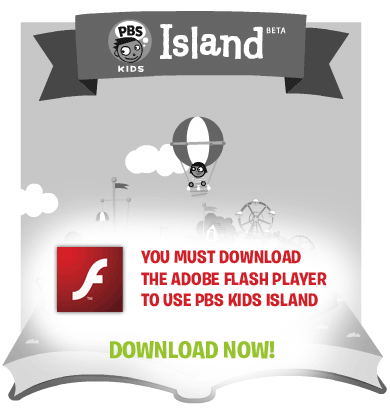 PBS
KIDS
Island BETA
YOU MUST DOWNLOAD
THE ADOBE FLASH PLAYER
TO USE PBS KIDS ISLAND
DOWNLOAD NOW!